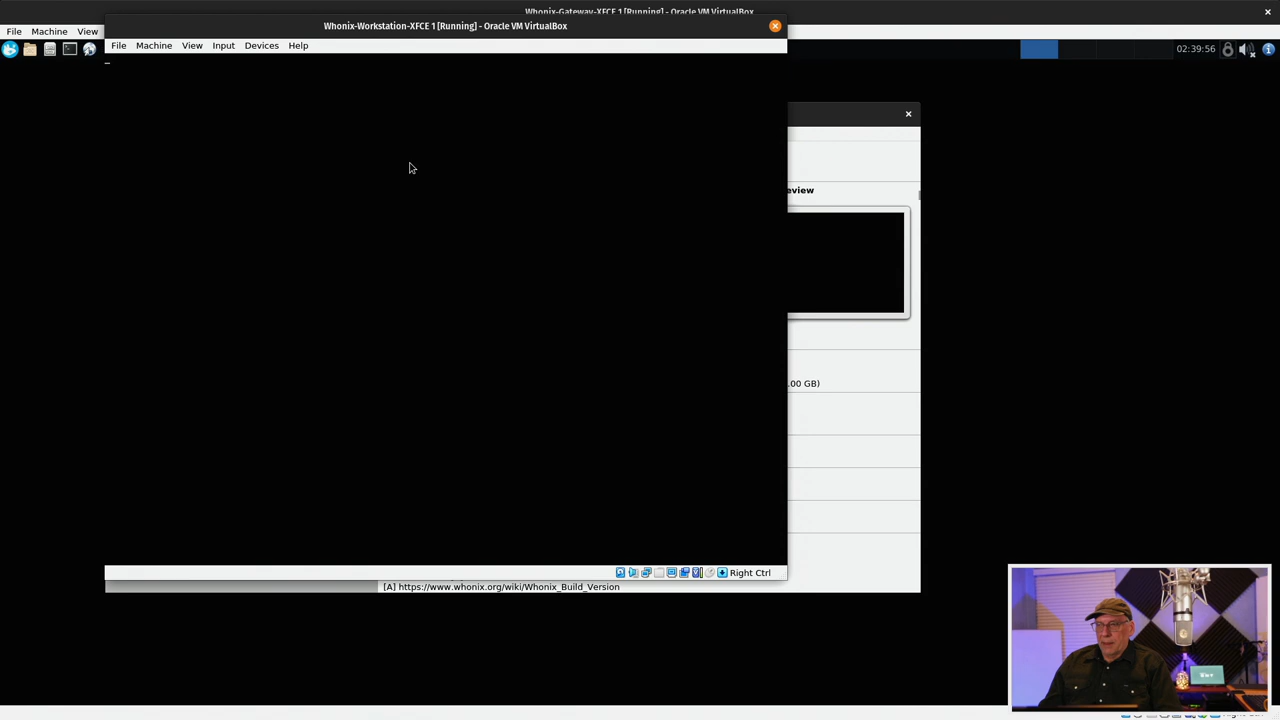 Whonix-Gateway-XFCE 1 [Running] - Oracle VM VirtualBox
File Machine View
Whonix-Workstation-XFCE 1 [Running] - Oracle VM VirtualBox
File Machine View Input Devices Help
02:39:56
eview
.00 GB)
Right Ctrl
[A] https://www.whonix.org/wiki/Whonix_Build_Version
Right Ctrl